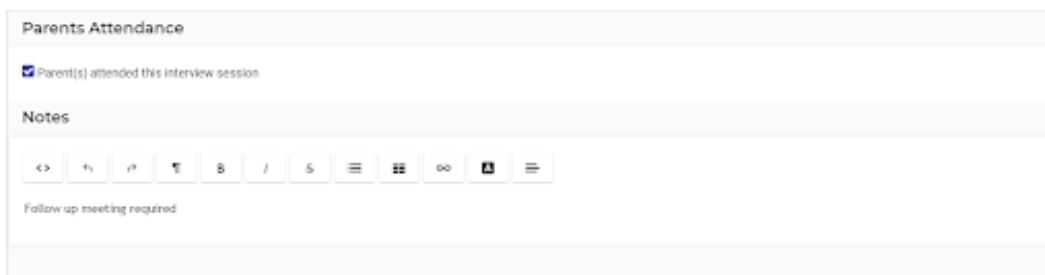 Parents Attendance
Parent(s) attended this interview session
Notes
<> ¶ B I S A
Follow up meeting required